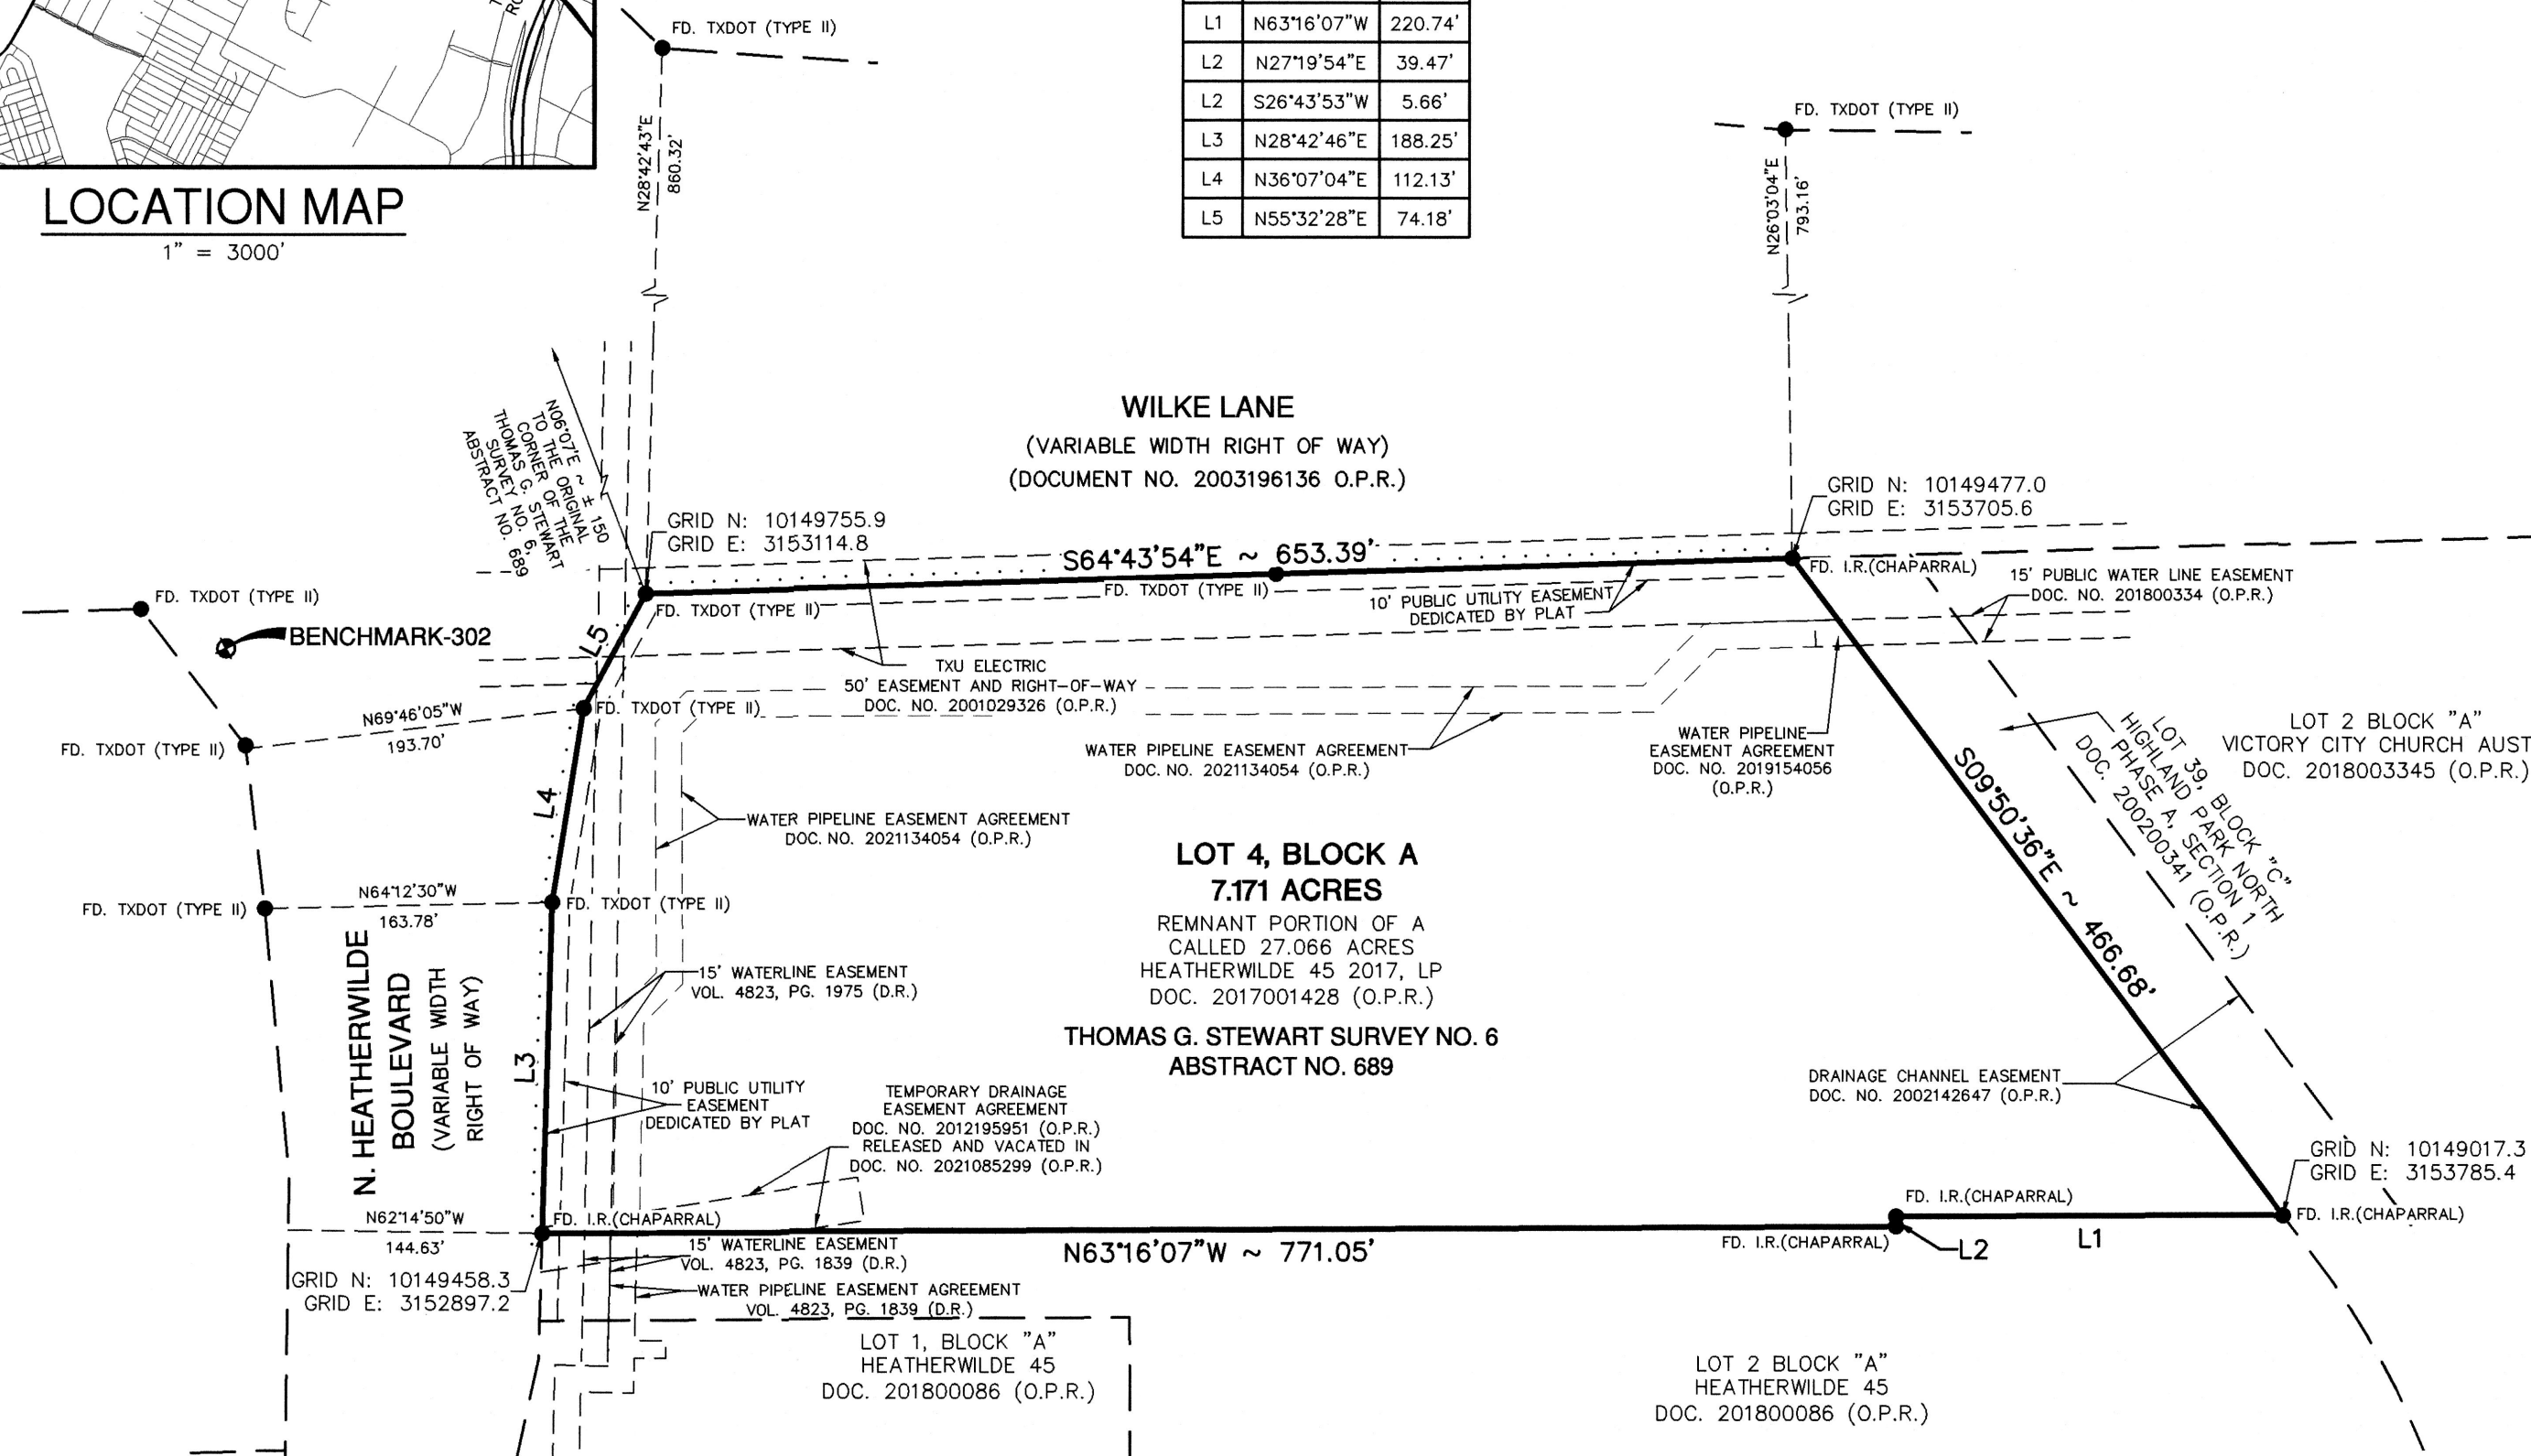 LOCATION MAP
1" = 3000'
L1 N63°16'07"W 220.74'
L2 N27°19'54"E 39.47'
L2 S26°43'53"W 5.66'
L3 N28°42'46"E 188.25'
L4 N36°07'04"E 112.13'
L5 N55°32'28"E 74.18'
FD. TXDOT (TYPE II)
N28°42'43"E
860.32'
FD. TXDOT (TYPE II)
N26°03'04"E
793.16'
WILKE LANE
(VARIABLE WIDTH RIGHT OF WAY)
(DOCUMENT NO. 2003196136 O.P.R.)
N06°07'E ~ ± 150
TO THE ORIGINAL
CORNER OF THE
THOMAS G. STEWART
SURVEY NO. 6,
ABSTRACT NO. 689
GRID N: 10149755.9
GRID E: 3153114.8
GRID N: 10149477.0
GRID E: 3153705.6
S64°43'54"E ~ 653.39'
FD. TXDOT (TYPE II)
FD. TXDOT (TYPE II)
FD. I.R.(CHAPARRAL)
10' PUBLIC UTILITY EASEMENT
DEDICATED BY PLAT
15' PUBLIC WATER LINE EASEMENT
DOC. NO. 201800334 (O.P.R.)
FD. TXDOT (TYPE II)
BENCHMARK-302
L5
TXU ELECTRIC
50' EASEMENT AND RIGHT-OF-WAY
DOC. NO. 2001029326 (O.P.R.)
N69°46'05"W
193.70'
FD. TXDOT (TYPE II)
FD. TXDOT (TYPE II)
WATER PIPELINE EASEMENT AGREEMENT
DOC. NO. 2021134054 (O.P.R.)
WATER PIPELINE
EASEMENT AGREEMENT
DOC. NO. 2019154056
(O.P.R.)
LOT 39, BLOCK "C"
HIGHLAND PARK NORTH
PHASE A, SECTION 1
DOC. 200200341 (O.P.R.)
LOT 2 BLOCK "A"
VICTORY CITY CHURCH AUST
DOC. 2018003345 (O.P.R.)
S09°50'36"E ~ 466.68'
L4
WATER PIPELINE EASEMENT AGREEMENT
DOC. NO. 2021134054 (O.P.R.)
LOT 4, BLOCK A
7.171 ACRES
REMNANT PORTION OF A
CALLED 27.066 ACRES
HEATHERWILDE 45 2017, LP
DOC. 2017001428 (O.P.R.)
THOMAS G. STEWART SURVEY NO. 6
ABSTRACT NO. 689
N64°12'30"W
163.78'
FD. TXDOT (TYPE II)
FD. TXDOT (TYPE II)
N. HEATHERWILDE
BOULEVARD
(VARIABLE WIDTH
RIGHT OF WAY)
15' WATERLINE EASEMENT
VOL. 4823, PG. 1975 (D.R.)
L3
10' PUBLIC UTILITY
EASEMENT
DEDICATED BY PLAT
TEMPORARY DRAINAGE
EASEMENT AGREEMENT
DOC. NO. 2012195951 (O.P.R.)
RELEASED AND VACATED IN
DOC. NO. 2021085299 (O.P.R.)
DRAINAGE CHANNEL EASEMENT
DOC. NO. 2002142647 (O.P.R.)
GRID N: 10149017.3
GRID E: 3153785.4
FD. I.R.(CHAPARRAL)
FD. I.R.(CHAPARRAL)
N62°14'50"W
144.63'
FD. I.R.(CHAPARRAL)
N63°16'07"W ~ 771.05'
FD. I.R.(CHAPARRAL)
L2
L1
15' WATERLINE EASEMENT
VOL. 4823, PG. 1839 (D.R.)
GRID N: 10149458.3
GRID E: 3152897.2
WATER PIPELINE EASEMENT AGREEMENT
VOL. 4823, PG. 1839 (D.R.)
LOT 1, BLOCK "A"
HEATHERWILDE 45
DOC. 201800086 (O.P.R.)
LOT 2 BLOCK "A"
HEATHERWILDE 45
DOC. 201800086 (O.P.R.)